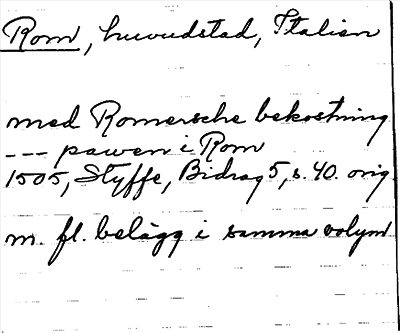 Rom, huvudstad, Italien
med Romersche bekostning
--- pawen i Rom
1505, Styffe, Bidrag 5, s. 40. orig.
m. fl. belägg i samma volym